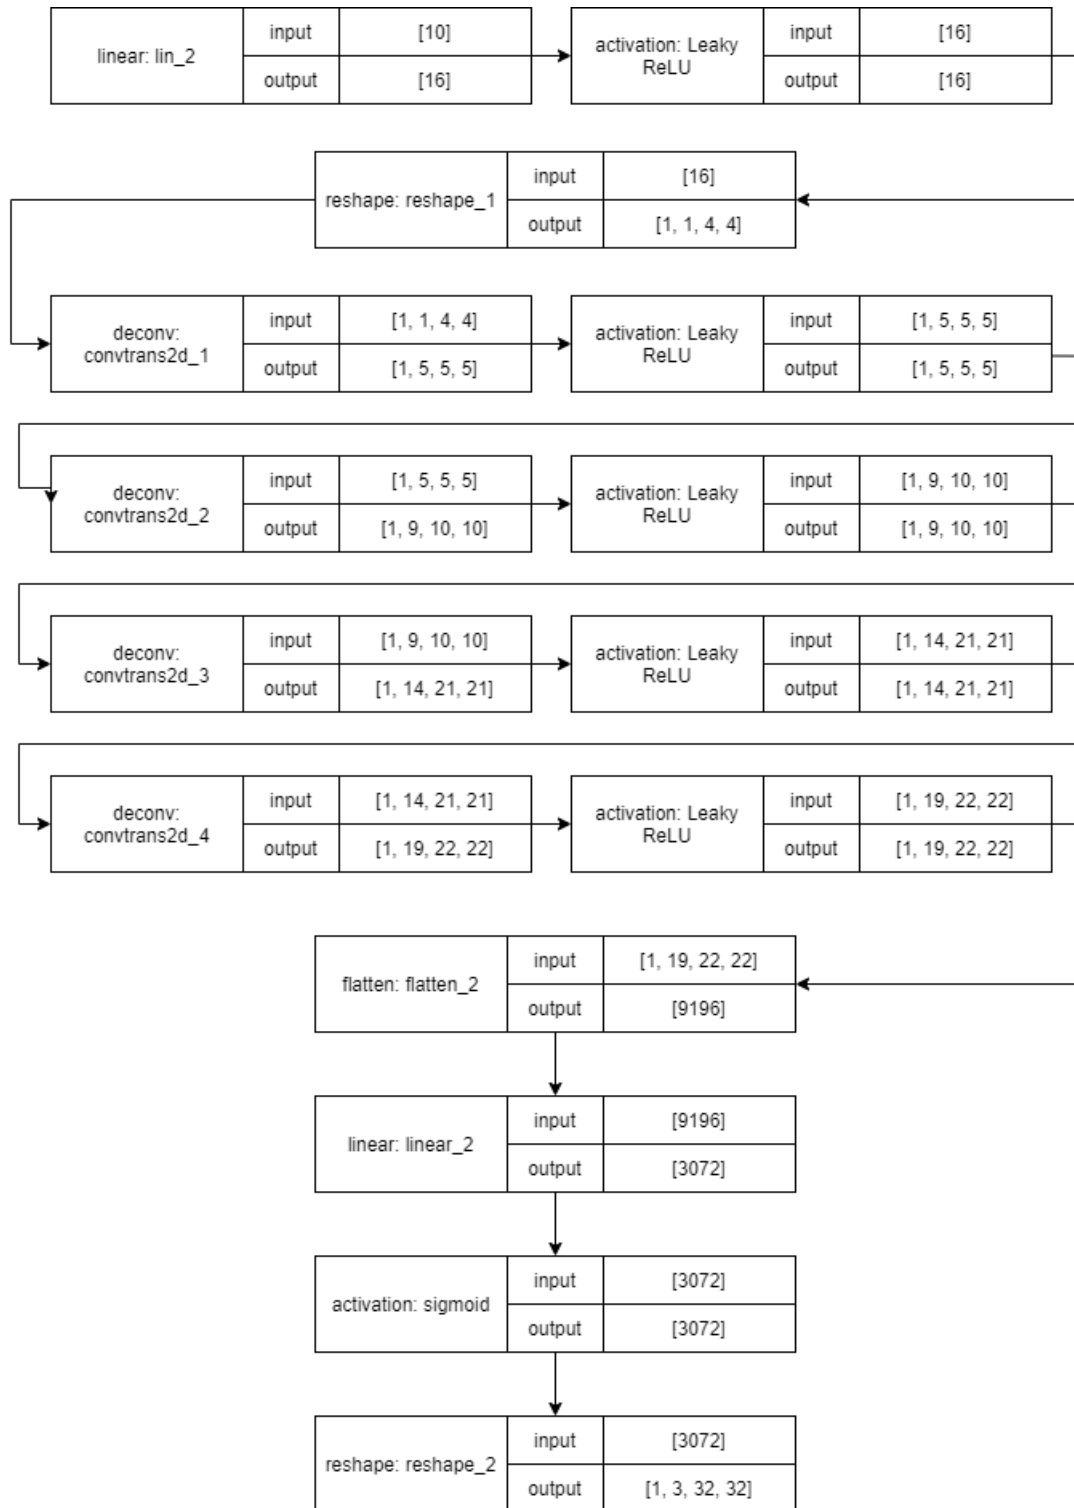 linear: lin_2
input
[10]
output
[16]
activation: Leaky
ReLU
input
[16]
output
[16]
reshape: reshape_1
input
[16]
output
[1, 1, 4, 4]
deconv:
convtrans2d_1
input
[1, 1, 4, 4]
output
[1, 5, 5, 5]
activation: Leaky
ReLU
input
[1, 5, 5, 5]
output
[1, 5, 5, 5]
deconv:
convtrans2d_2
input
[1, 5, 5, 5]
output
[1, 9, 10, 10]
activation: Leaky
ReLU
input
[1, 9, 10, 10]
output
[1, 9, 10, 10]
deconv:
convtrans2d_3
input
[1, 9, 10, 10]
output
[1, 14, 21, 21]
activation: Leaky
ReLU
input
[1, 14, 21, 21]
output
[1, 14, 21, 21]
deconv:
convtrans2d_4
input
[1, 14, 21, 21]
output
[1, 19, 22, 22]
activation: Leaky
ReLU
input
[1, 19, 22, 22]
output
[1, 19, 22, 22]
flatten: flatten_2
input
[1, 19, 22, 22]
output
[9196]
linear: linear_2
input
[9196]
output
[3072]
activation: sigmoid
input
[3072]
output
[3072]
reshape: reshape_2
input
[3072]
output
[1, 3, 32, 32]